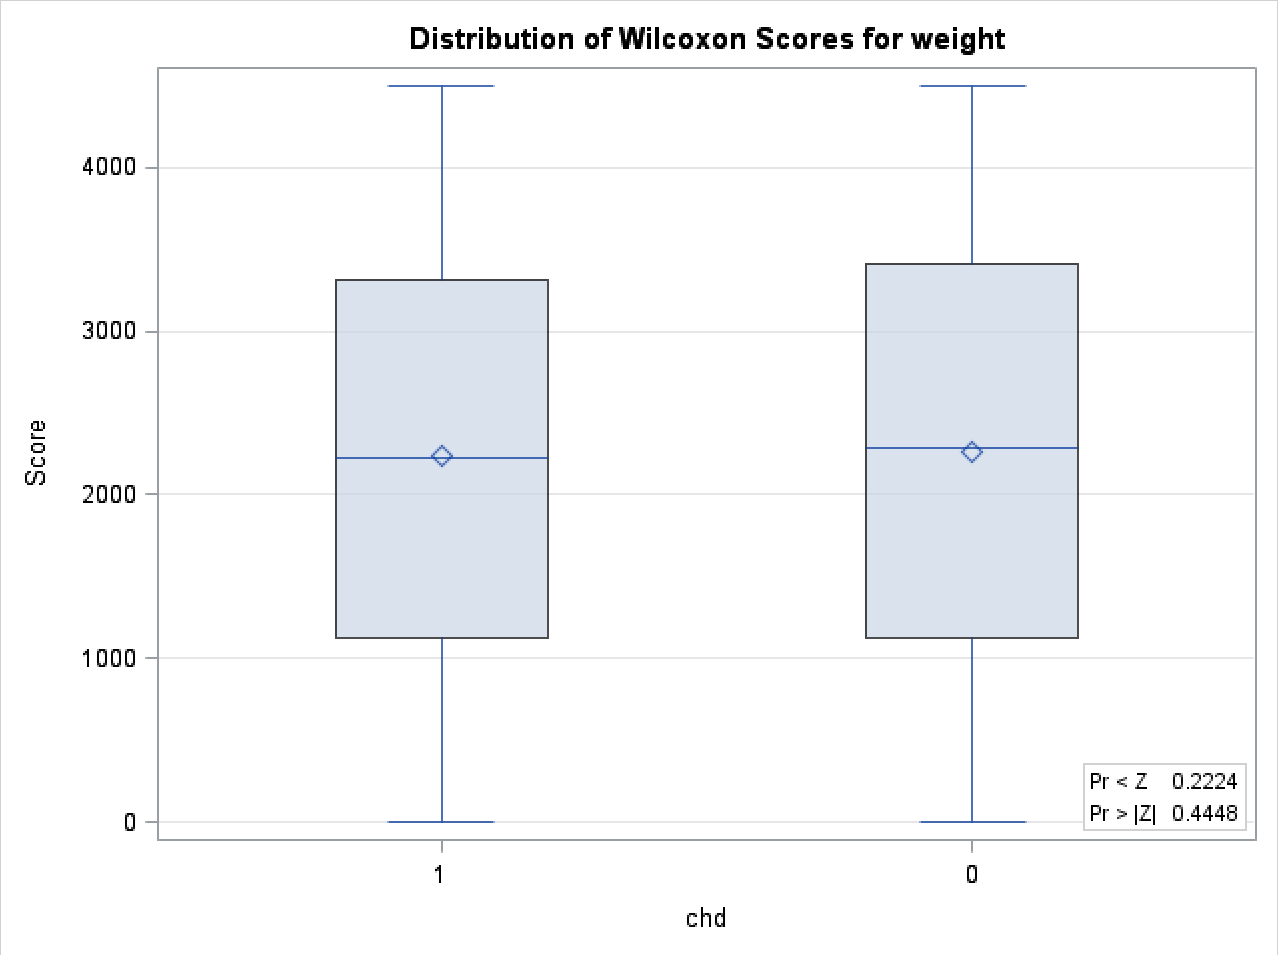 Distribution of Wilcoxon Scores for weight
4000
3000
2000
1000
0
Score
Pr < Z 0.2224
Pr > |Z| 0.4448
1 0
chd